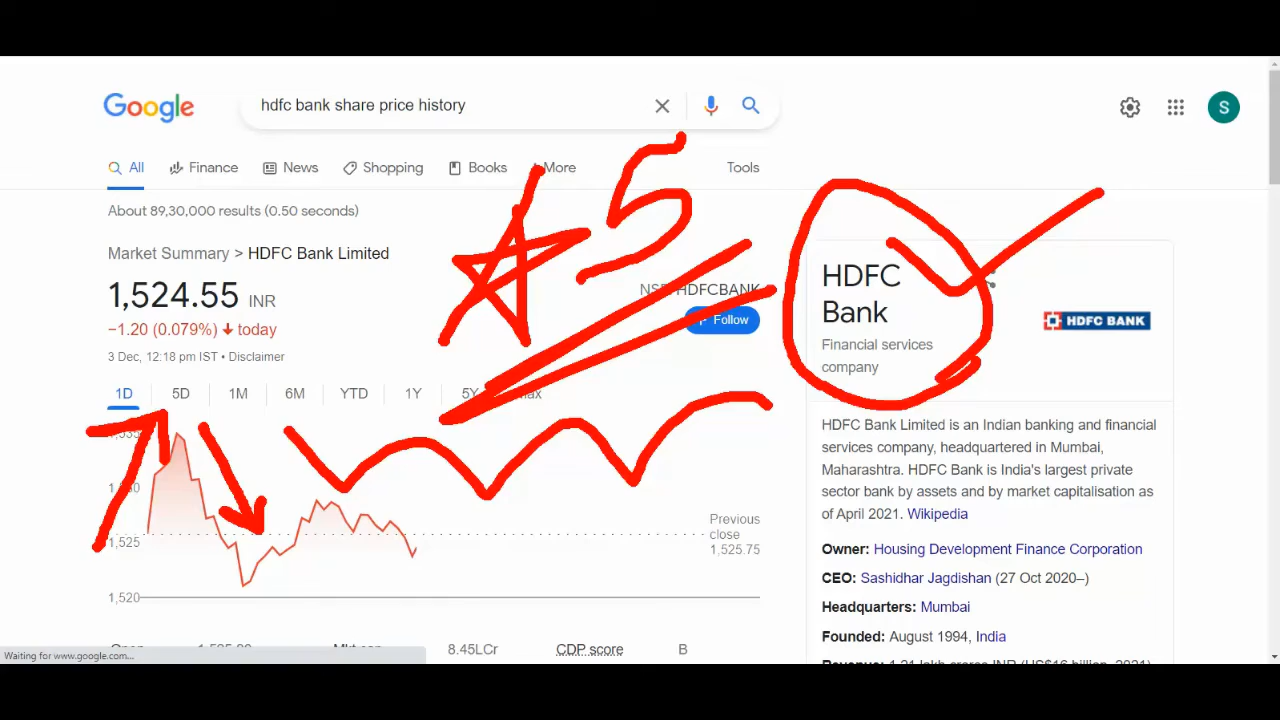 Google
hdfc bank share price history
S
All Finance News Shopping Books More Tools
About 89,30,000 results (0.50 seconds)
Market Summary > HDFC Bank Limited
1,524.55 INR
−1.20 (0.079%) today
3 Dec, 12:18 pm IST • Disclaimer
HDFCBANK
Follow
1D 5D 1M 6M YTD 1Y 5Y
5
1,525
1,520
Previous
close
1,525.75
8.45LCr CDP score B
Waiting for www.google.com...
HDFC
Bank
Financial services
company
HDFC BANK
HDFC Bank Limited is an Indian banking and financial
services company, headquartered in Mumbai,
Maharashtra. HDFC Bank is India's largest private
sector bank by assets and by market capitalisation as
of April 2021. Wikipedia
Owner: Housing Development Finance Corporation
CEO: Sashidhar Jagdishan (27 Oct 2020–)
Headquarters: Mumbai
Founded: August 1994, India